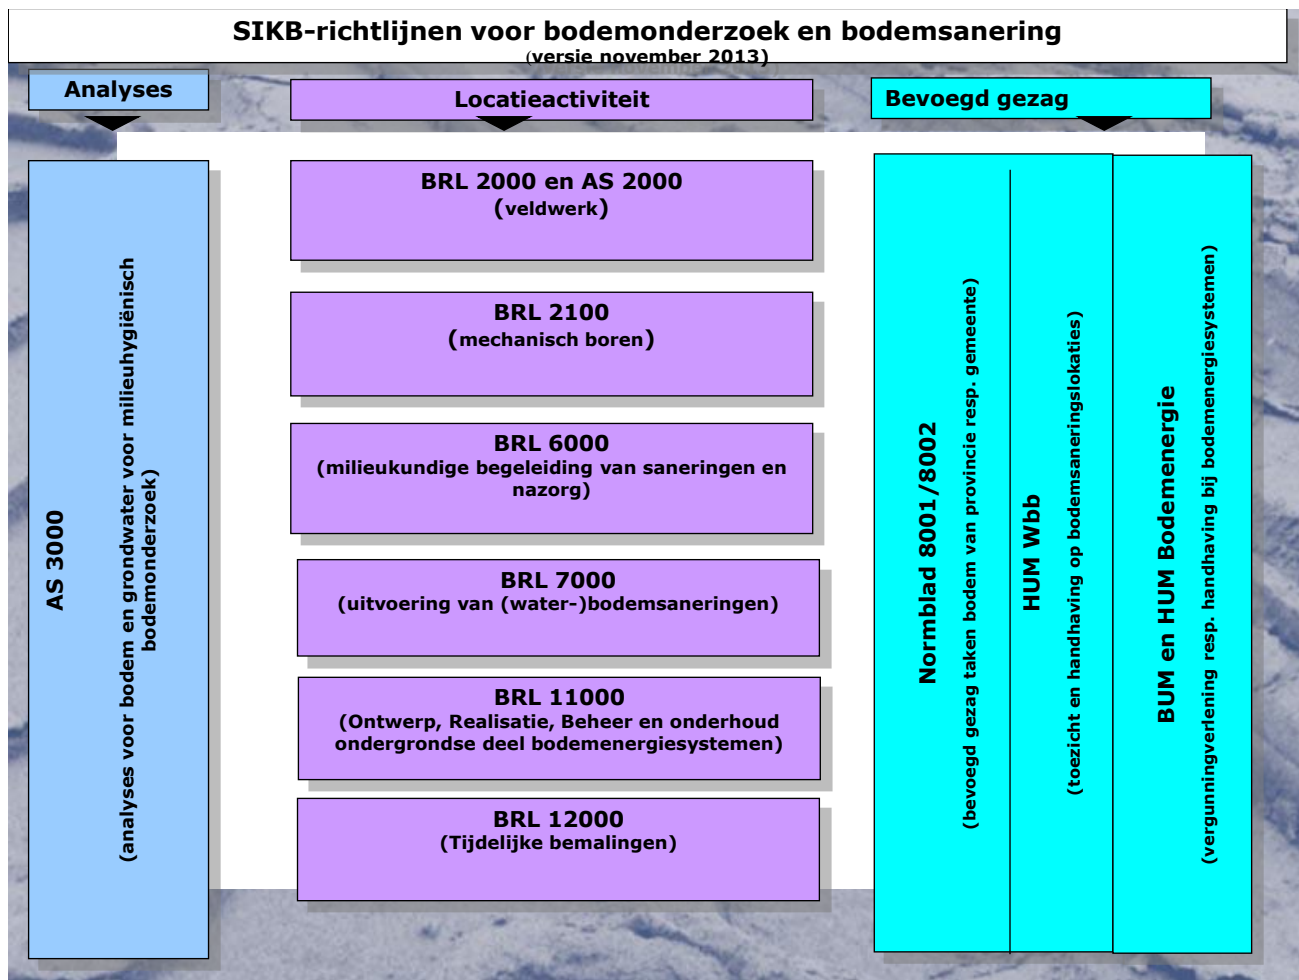 SIKB-richtlijnen voor bodemonderzoek en bodemsanering
(versie november 2013)
Analyses
Locatieactiviteit
Bevoegd gezag
AS 3000
(analyses voor bodem en grondwater voor milieuhygiënisch
bodemonderzoek)
BRL 2000 en AS 2000
(veldwerk)
BRL 2100
(mechanisch boren)
BRL 6000
(milieukundige begeleiding van saneringen en
nazorg)
BRL 7000
(uitvoering van (water-)bodemsaneringen)
BRL 11000
(Ontwerp, Realisatie, Beheer en onderhoud
ondergrondse deel bodemenergiesystemen)
BRL 12000
(Tijdelijke bemalingen)
Normblad 8001/8002
(bevoegd gezag taken bodem van provincie resp. gemeente)
HUM Wbb
(toezicht en handhaving op bodemsaneringslokaties)
BUM en HUM Bodemenergie
(vergunningverlening resp. handhaving bij bodemenergiesystemen)